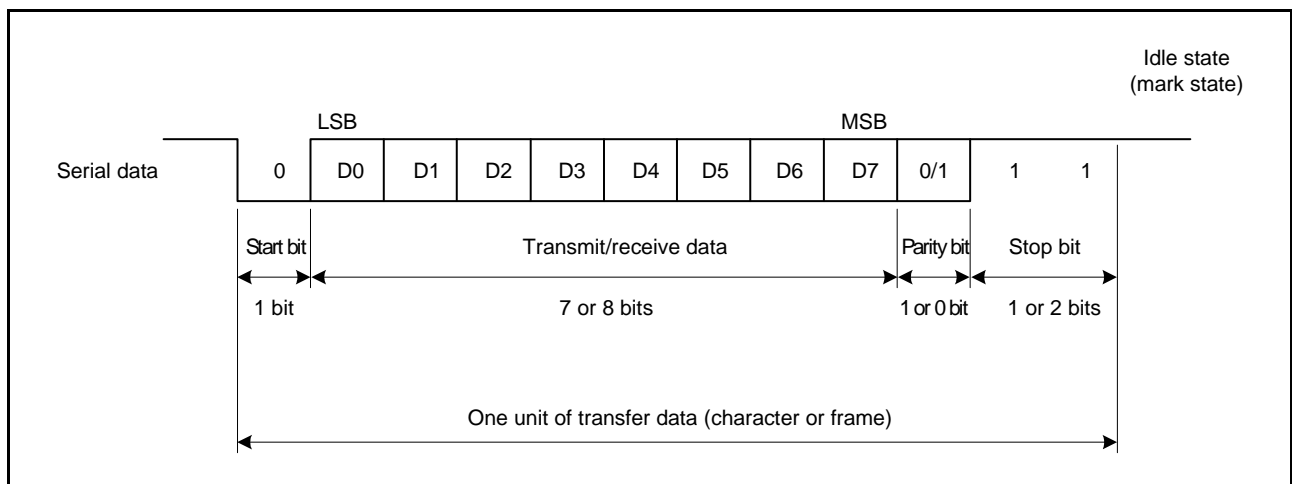 Idle state
(mark state)
LSB MSB
Serial data 0 D0 D1 D2 D3 D4 D5 D6 D7 0/1 1 1
Start bit Transmit/receive data Parity bit Stop bit
1 bit 7 or 8 bits 1 or 0 bit 1 or 2 bits
One unit of transfer data (character or frame)